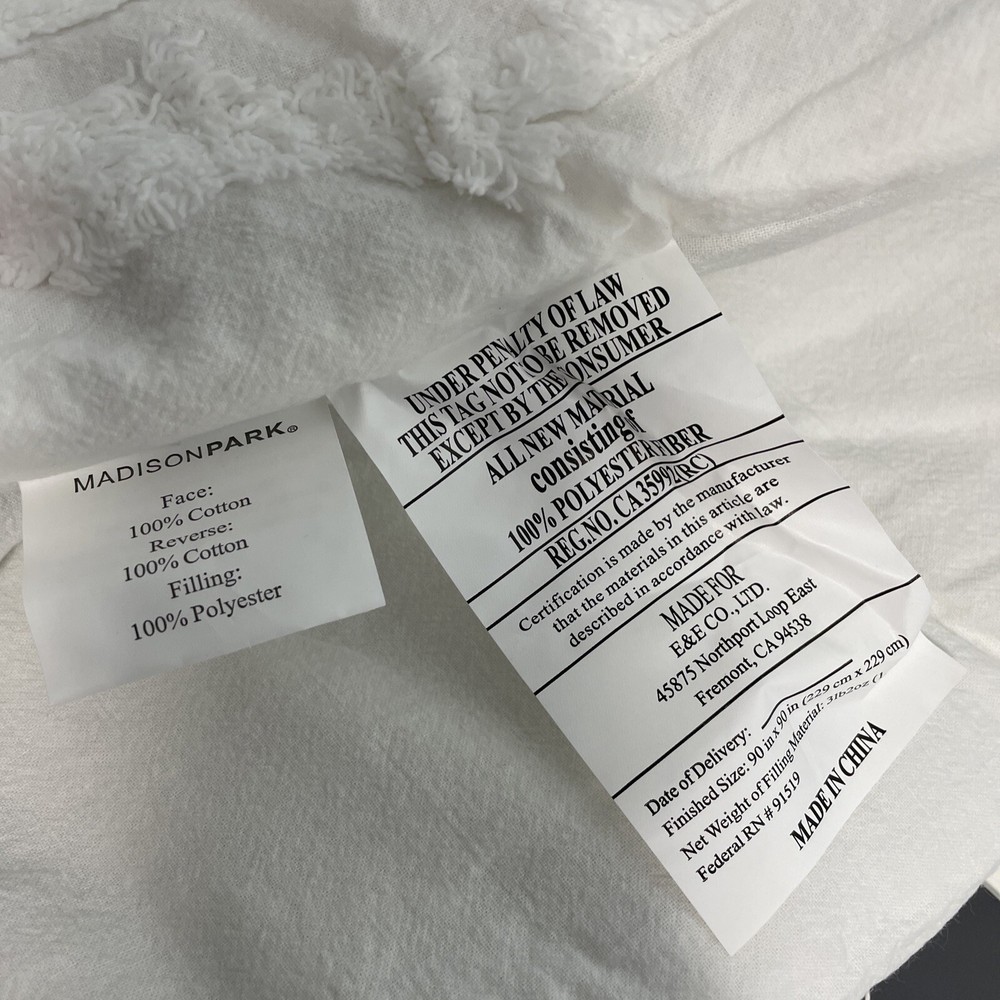 MADISONPARK®
Face:
100% Cotton
Reverse:
100% Cotton
Filling:
100% Polyester
UNDER PENALTY OF LAW
THIS TAG NOT TO BE REMOVED
EXCEPT BY THE CONSUMER
ALL NEW MATERIAL
consisting of
100% POLYESTER FIBER
REG.NO. CA35992(RC)
Certification is made by the manufacturer
that the materials in this article are
described in accordance with law.
MADE FOR
E&E CO., LTD.
45875 Northport Loop East
Fremont, CA 94538
Date of Delivery:
Finished Size: 90 in x 90 in (229 cm x 229 cm)
Net Weight of Filling Material: 3lb2oz (1
Federal RN # 91519
MADE IN CHINA